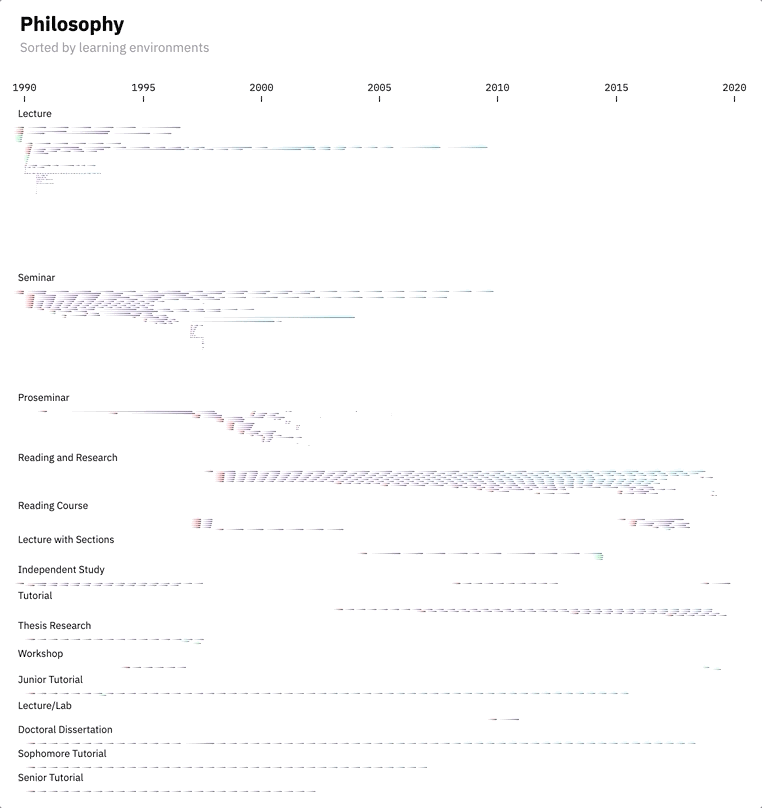 Philosophy
Sorted by learning environments
1990 1995 2000 2005 2010 2015 2020
Lecture
Seminar
Proseminar
Reading and Research
Reading Course
Lecture with Sections
Independent Study
Tutorial
Thesis Research
Workshop
Junior Tutorial
Lecture/Lab
Doctoral Dissertation
Sophomore Tutorial
Senior Tutorial